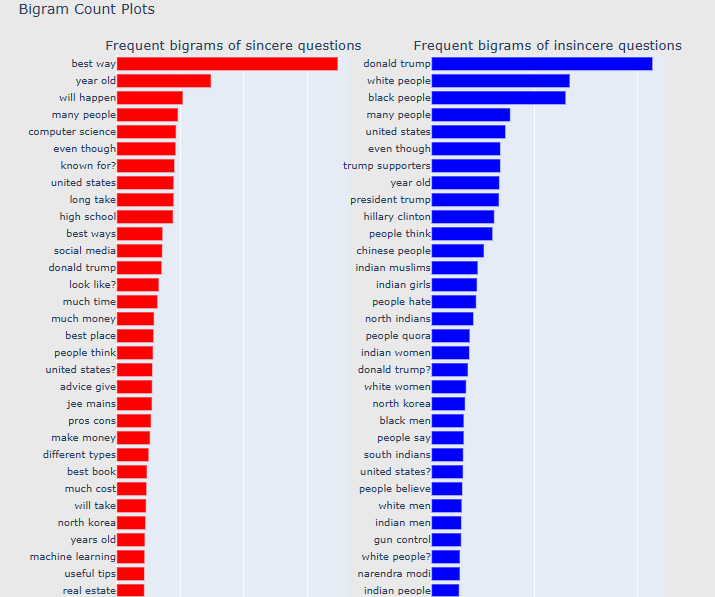 Bigram Count Plots
Frequent bigrams of sincere questions
best way
year old
will happen
many people
computer science
even though
known for?
united states
long take
high school
best ways
social media
donald trump
look like?
much time
much money
best place
people think
united states?
advice give
jee mains
pros cons
make money
different types
best book
much cost
will take
north korea
years old
machine learning
useful tips
real estate
Frequent bigrams of insincere questions
donald trump
white people
black people
many people
united states
even though
trump supporters
year old
president trump
hillary clinton
people think
chinese people
indian muslims
indian girls
people hate
north indians
people quora
indian women
donald trump?
white women
north korea
black men
people say
south indians
united states?
people believe
white men
indian men
gun control
white people?
narendra modi
indian people